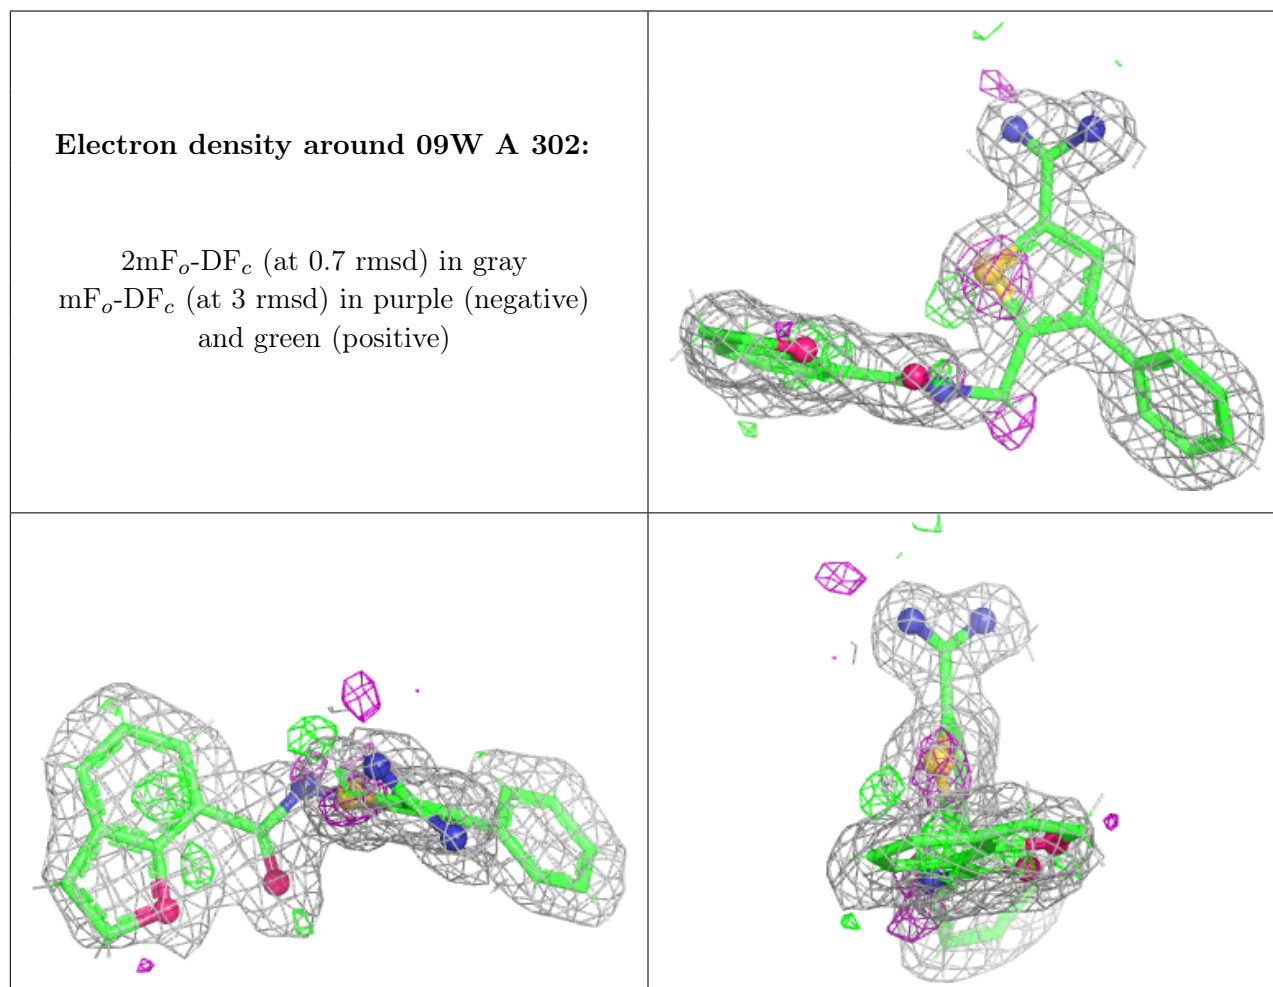 Electron density around 09W A 302:
2mFo-DFc (at 0.7 rmsd) in gray
mFo-DFc (at 3 rmsd) in purple (negative)
and green (positive)